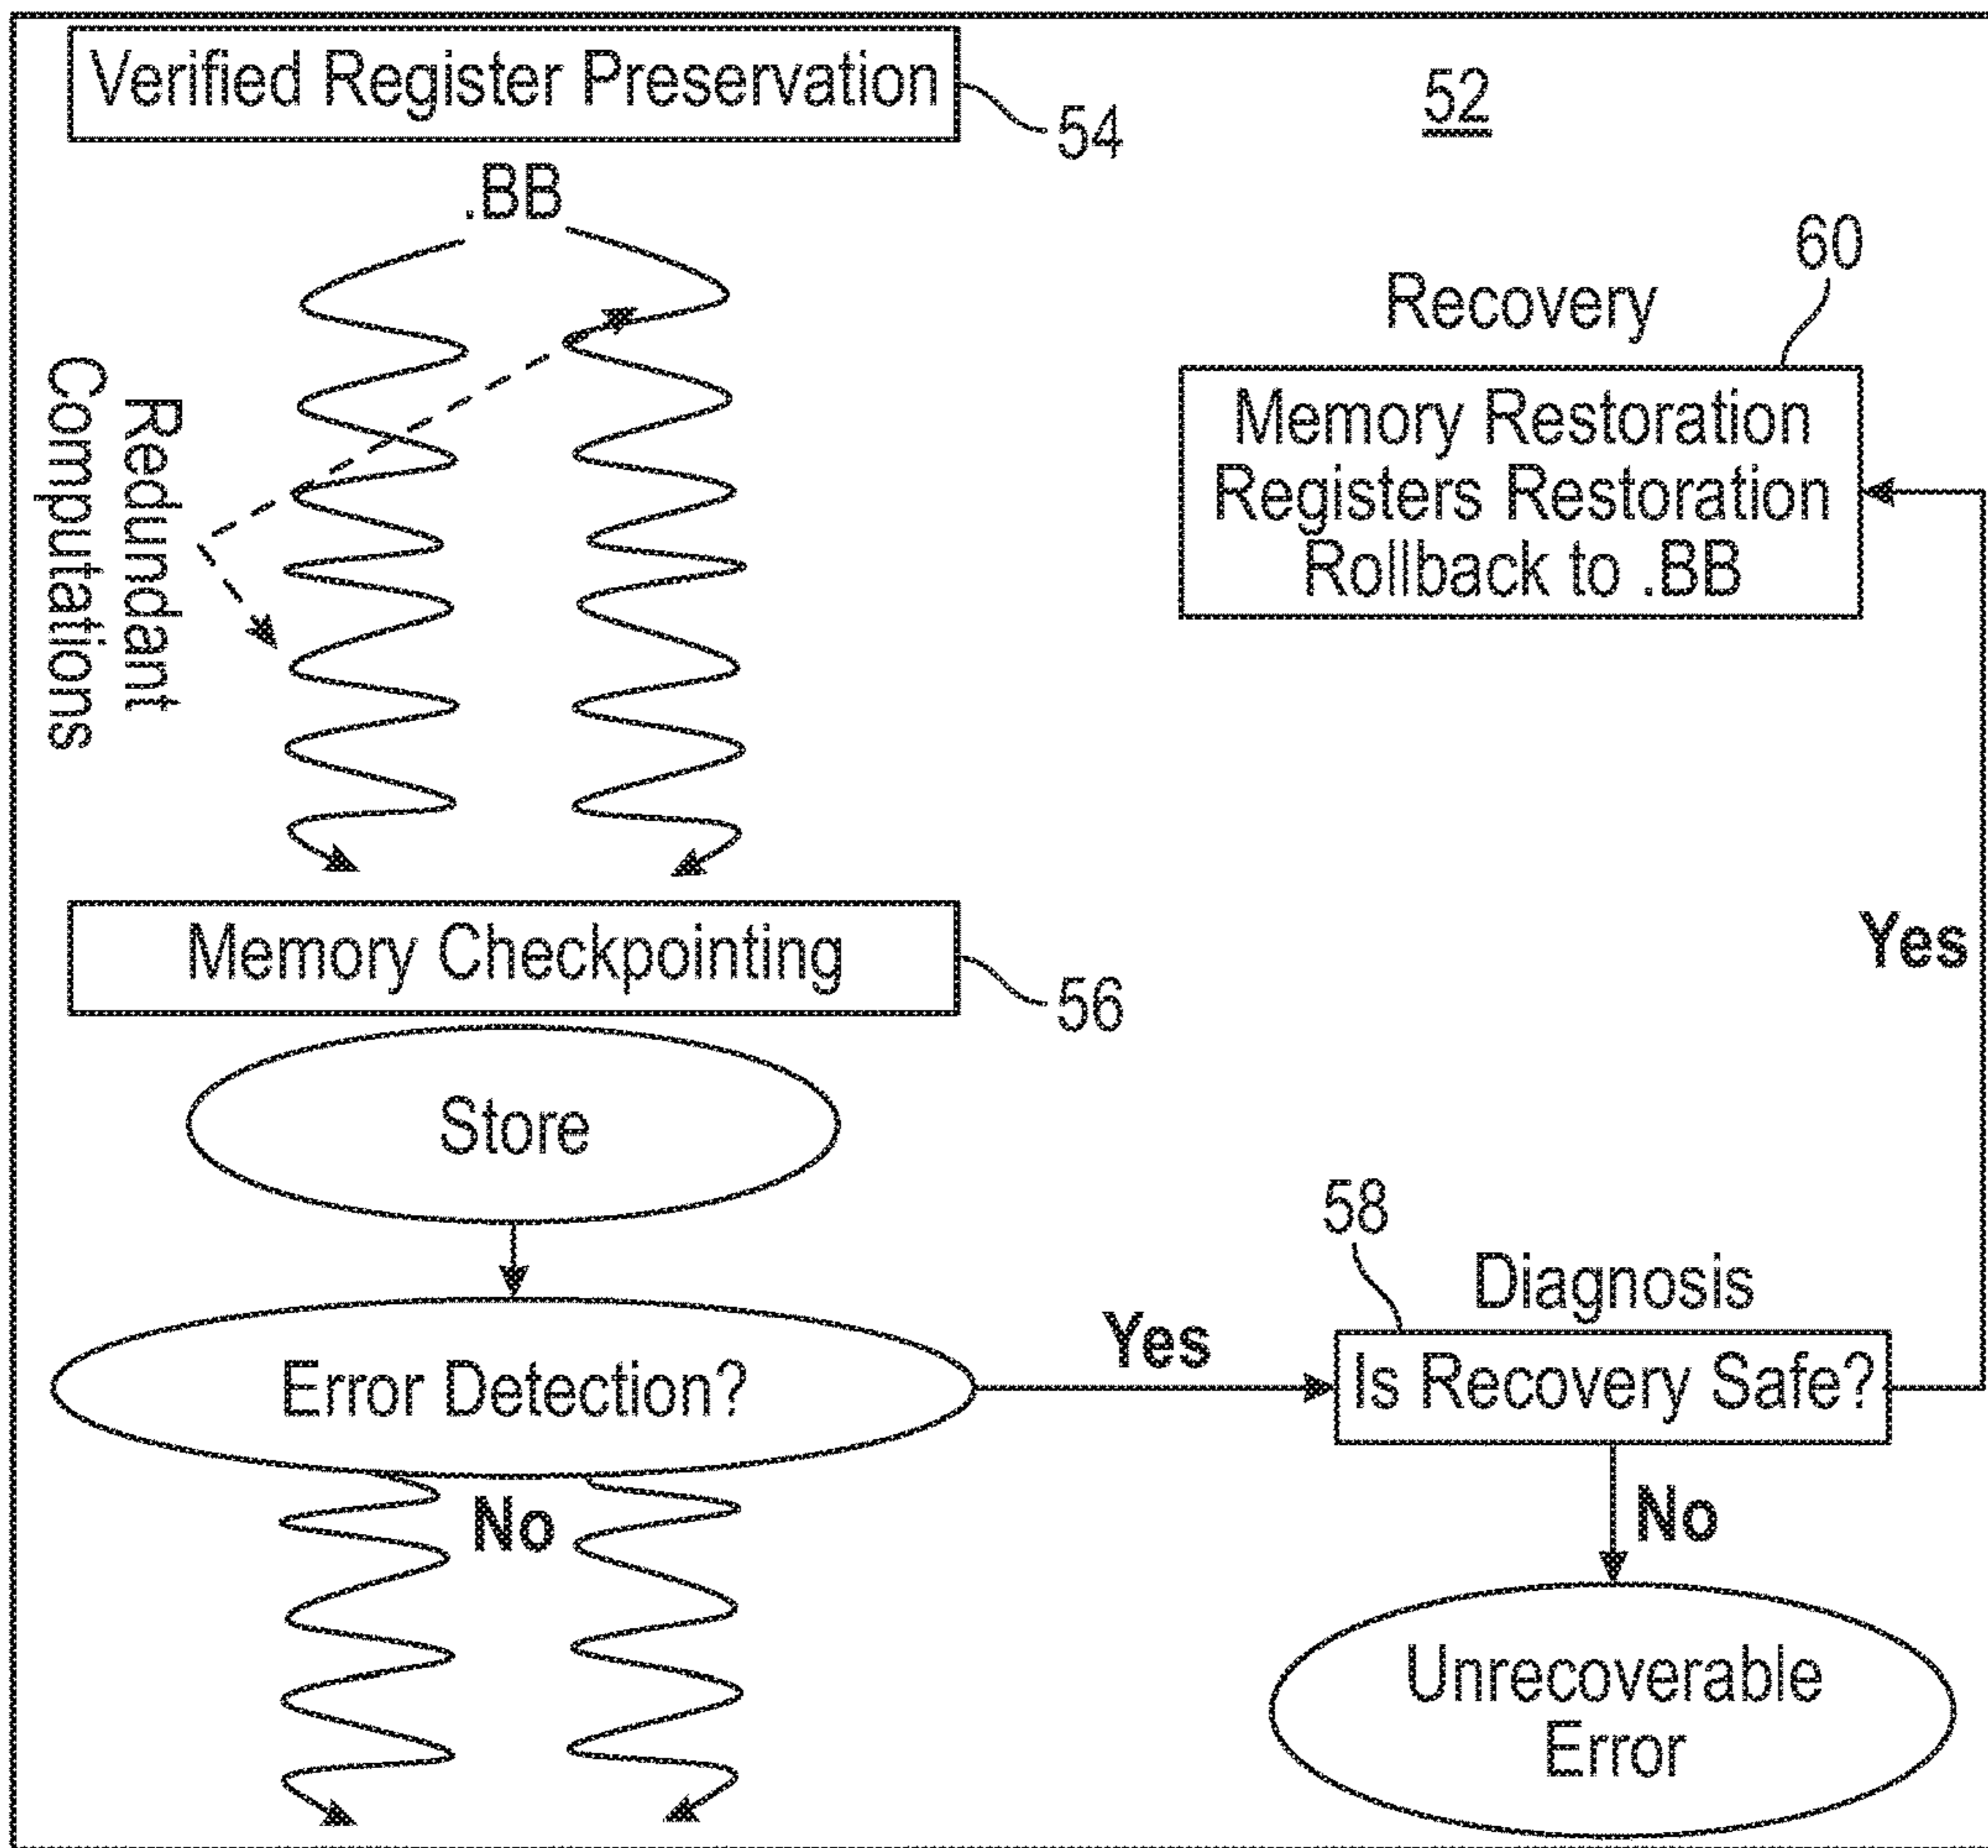 Verified Register Preservation
54
52
.BB
Redundant
Computations
Recovery
60
Memory Restoration
Registers Restoration
Rollback to .BB
Memory Checkpointing
56
Yes
Store
58
Diagnosis
Error Detection?
Yes
Is Recovery Safe?
No
No
Unrecoverable
Error